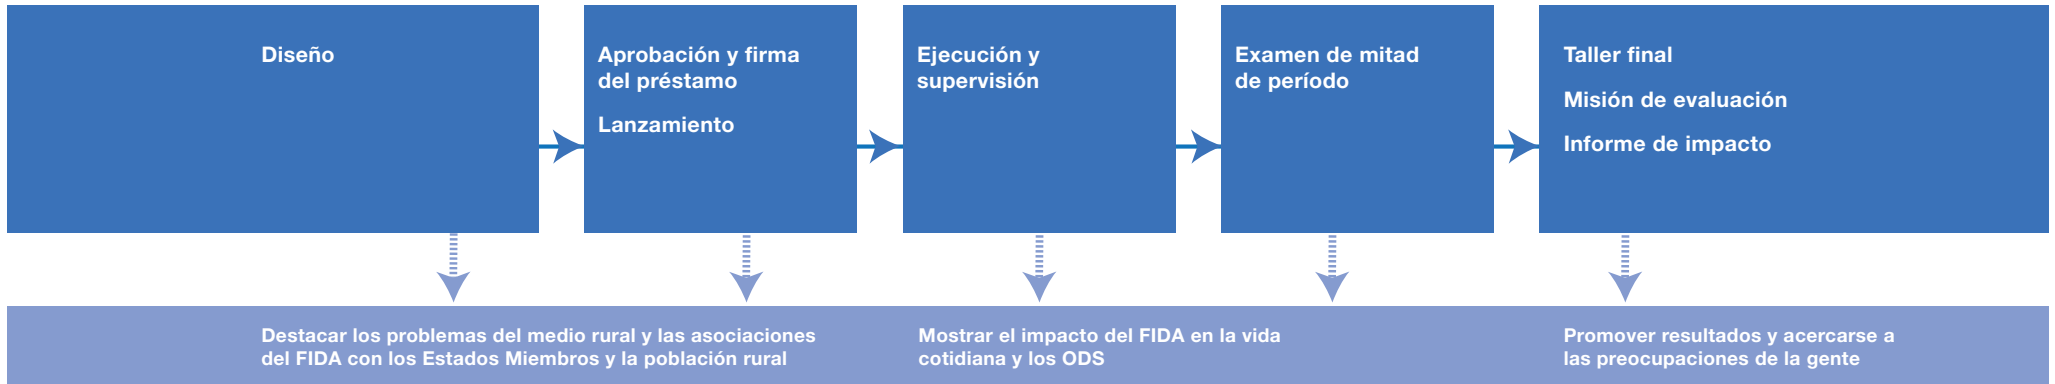 Diseño
Aprobación y firma
del préstamo
Lanzamiento
Ejecución y
supervisión
Examen de mitad
de período
Taller final
Misión de evaluación
Informe de impacto
Destacar los problemas del medio rural y las asociaciones
del FIDA con los Estados Miembros y la población rural
Mostrar el impacto del FIDA en la vida
cotidiana y los ODS
Promover resultados y acercarse a
las preocupaciones de la gente